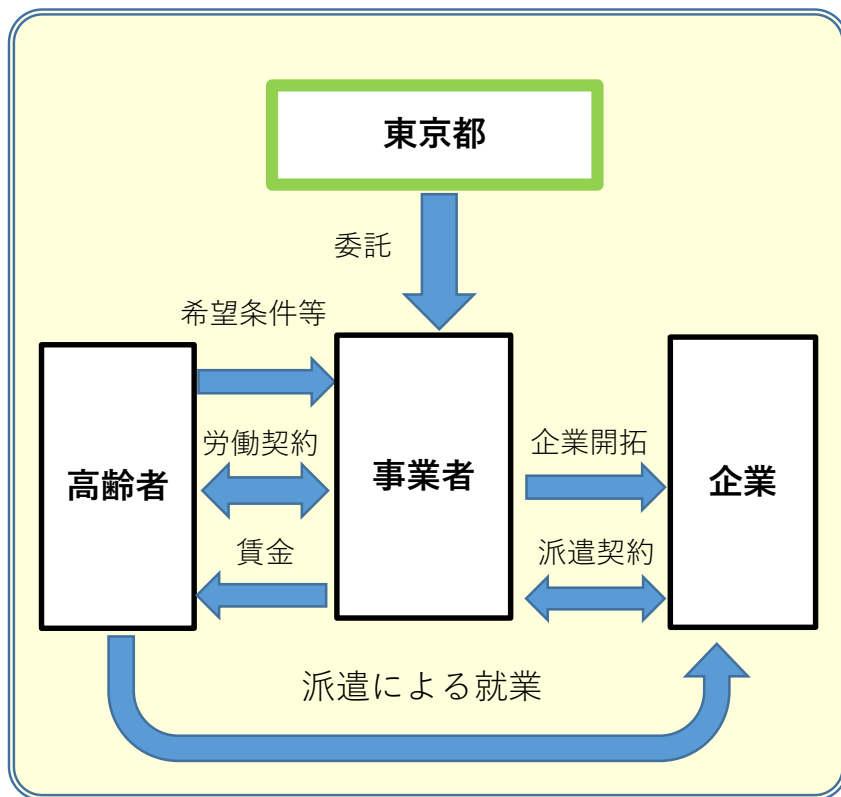 東京都
委託
希望条件等
高齢者
労働契約
賃金
事業者
企業開拓
派遣契約
企業
派遣による就業